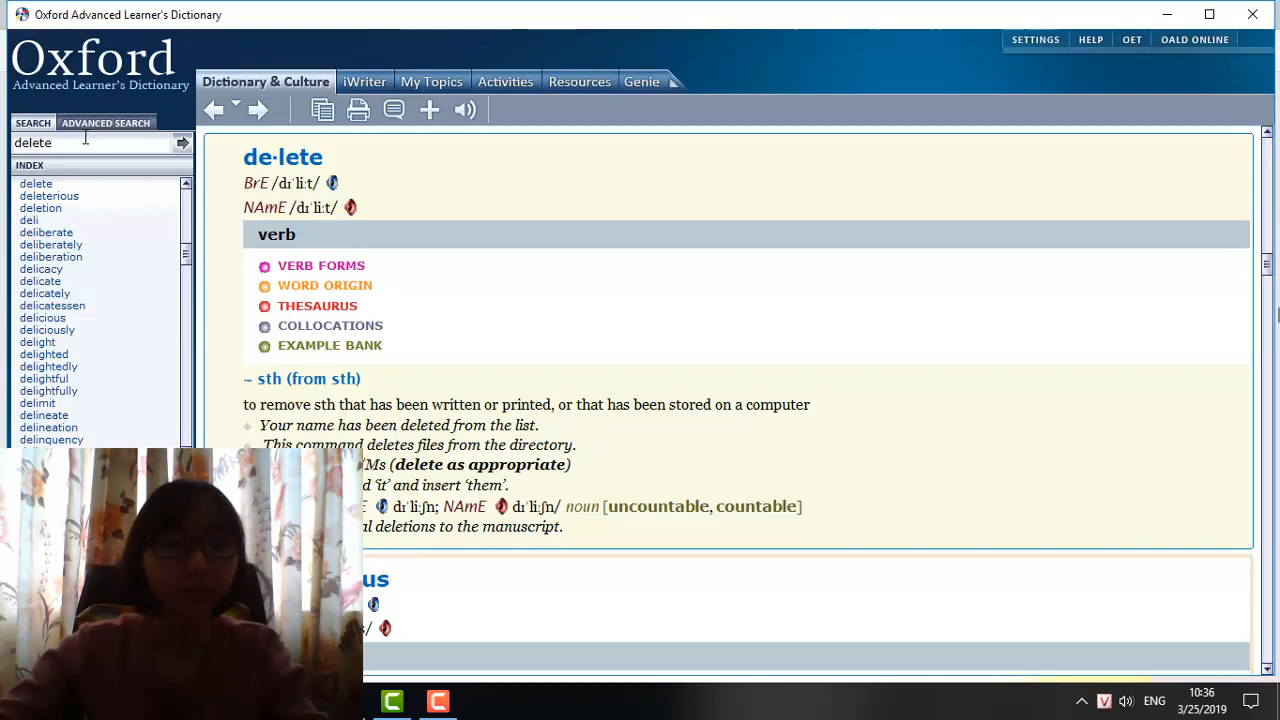 Oxford Advanced Learner's Dictionary
Oxford
Advanced Learner's Dictionary
SETTINGS HELP OET OALD ONLINE
Dictionary & Culture iWriter My Topics Activities Resources Genie
SEARCH ADVANCED SEARCH
delete
INDEX
delete
deleterious
deletion
deli
deliberate
deliberately
deliberation
delicacy
delicate
delicately
delicatessen
delicious
deliciously
delight
delighted
delightedly
delightful
delightfully
delimit
delineate
delineation
delinquency
de·lete
BrE /dɪˈliːt/
NAmE /dɪˈliːt/
verb
VERB FORMS
WORD ORIGIN
THESAURUS
COLLOCATIONS
EXAMPLE BANK
~ sth (from sth)
to remove sth that has been written or printed, or that has been stored on a computer
Your name has been deleted from the list.
This command deletes files from the directory.
/Ms (delete as appropriate)
‘it’ and insert ‘them’.
dɪˈliːʃn; NAmE dɪˈliːʃn/ noun [uncountable, countable]
deletions to the manuscript.
us
ENG
10:36
3/25/2019